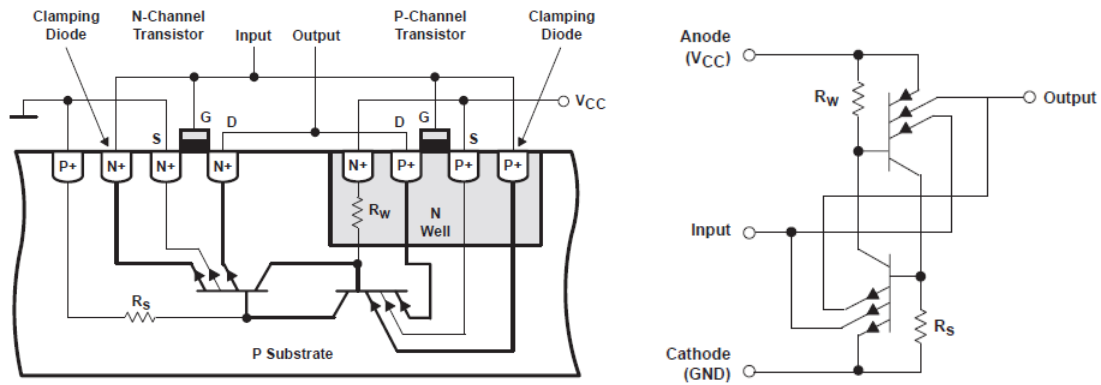 Clamping
Diode
N-Channel
Transistor
Input
Output
P-Channel
Transistor
Clamping
Diode
VCC
G
S
D
D
G
S
P+
N+
N+
N+
N+
P+
P+
P+
RW
N
Well
RS
P Substrate
Anode
(VCC)
RW
Output
Input
RS
Cathode
(GND)